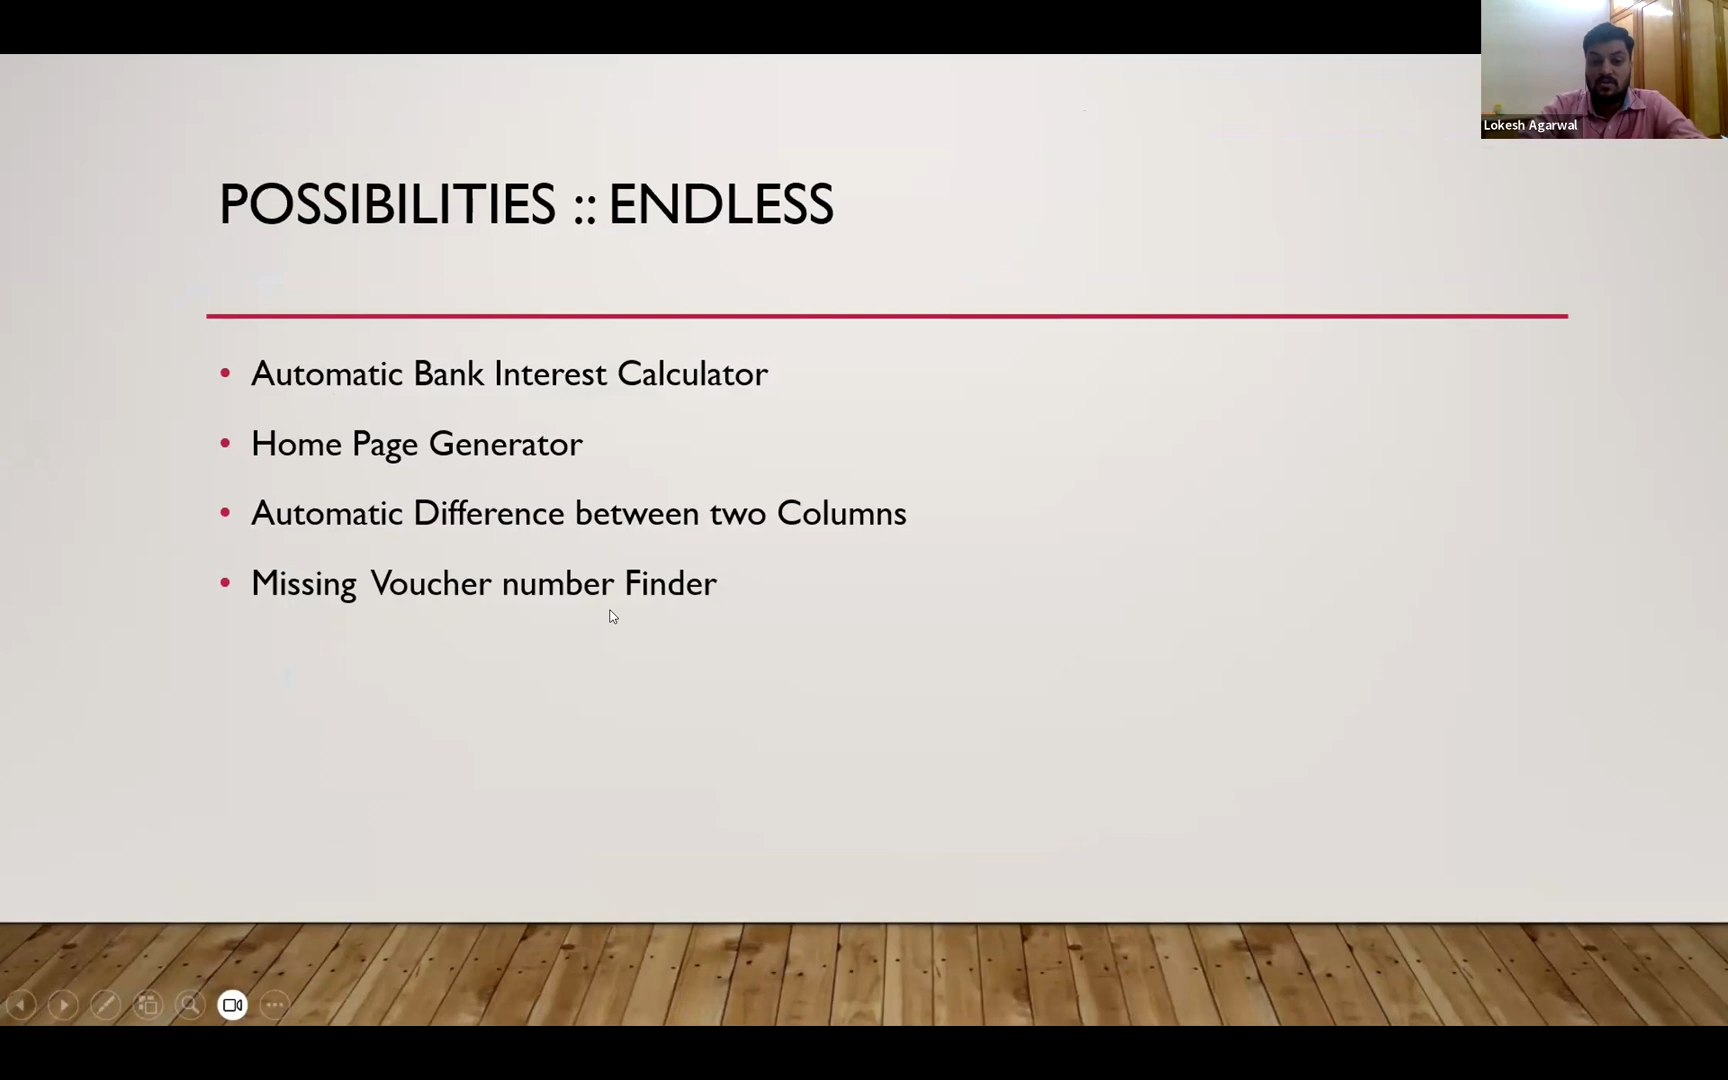 Lokesh Agarwal
POSSIBILITIES :: ENDLESS
• Automatic Bank Interest Calculator
• Home Page Generator
• Automatic Difference between two Columns
• Missing Voucher number Finder